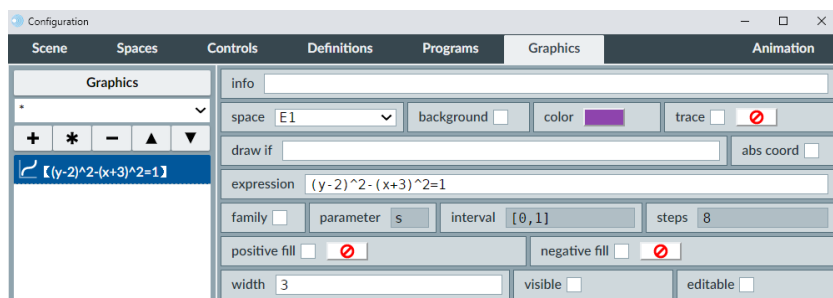 Configuration
Scene Spaces Controls Definitions Programs Graphics Animation
Graphics
info
*
space E1 background color trace
+ * − ▲ ▼
draw if abs coord
【(y-2)^2-(x+3)^2=1】
expression (y-2)^2-(x+3)^2=1
family parameter s interval [0,1] steps 8
positive fill negative fill
width 3 visible editable